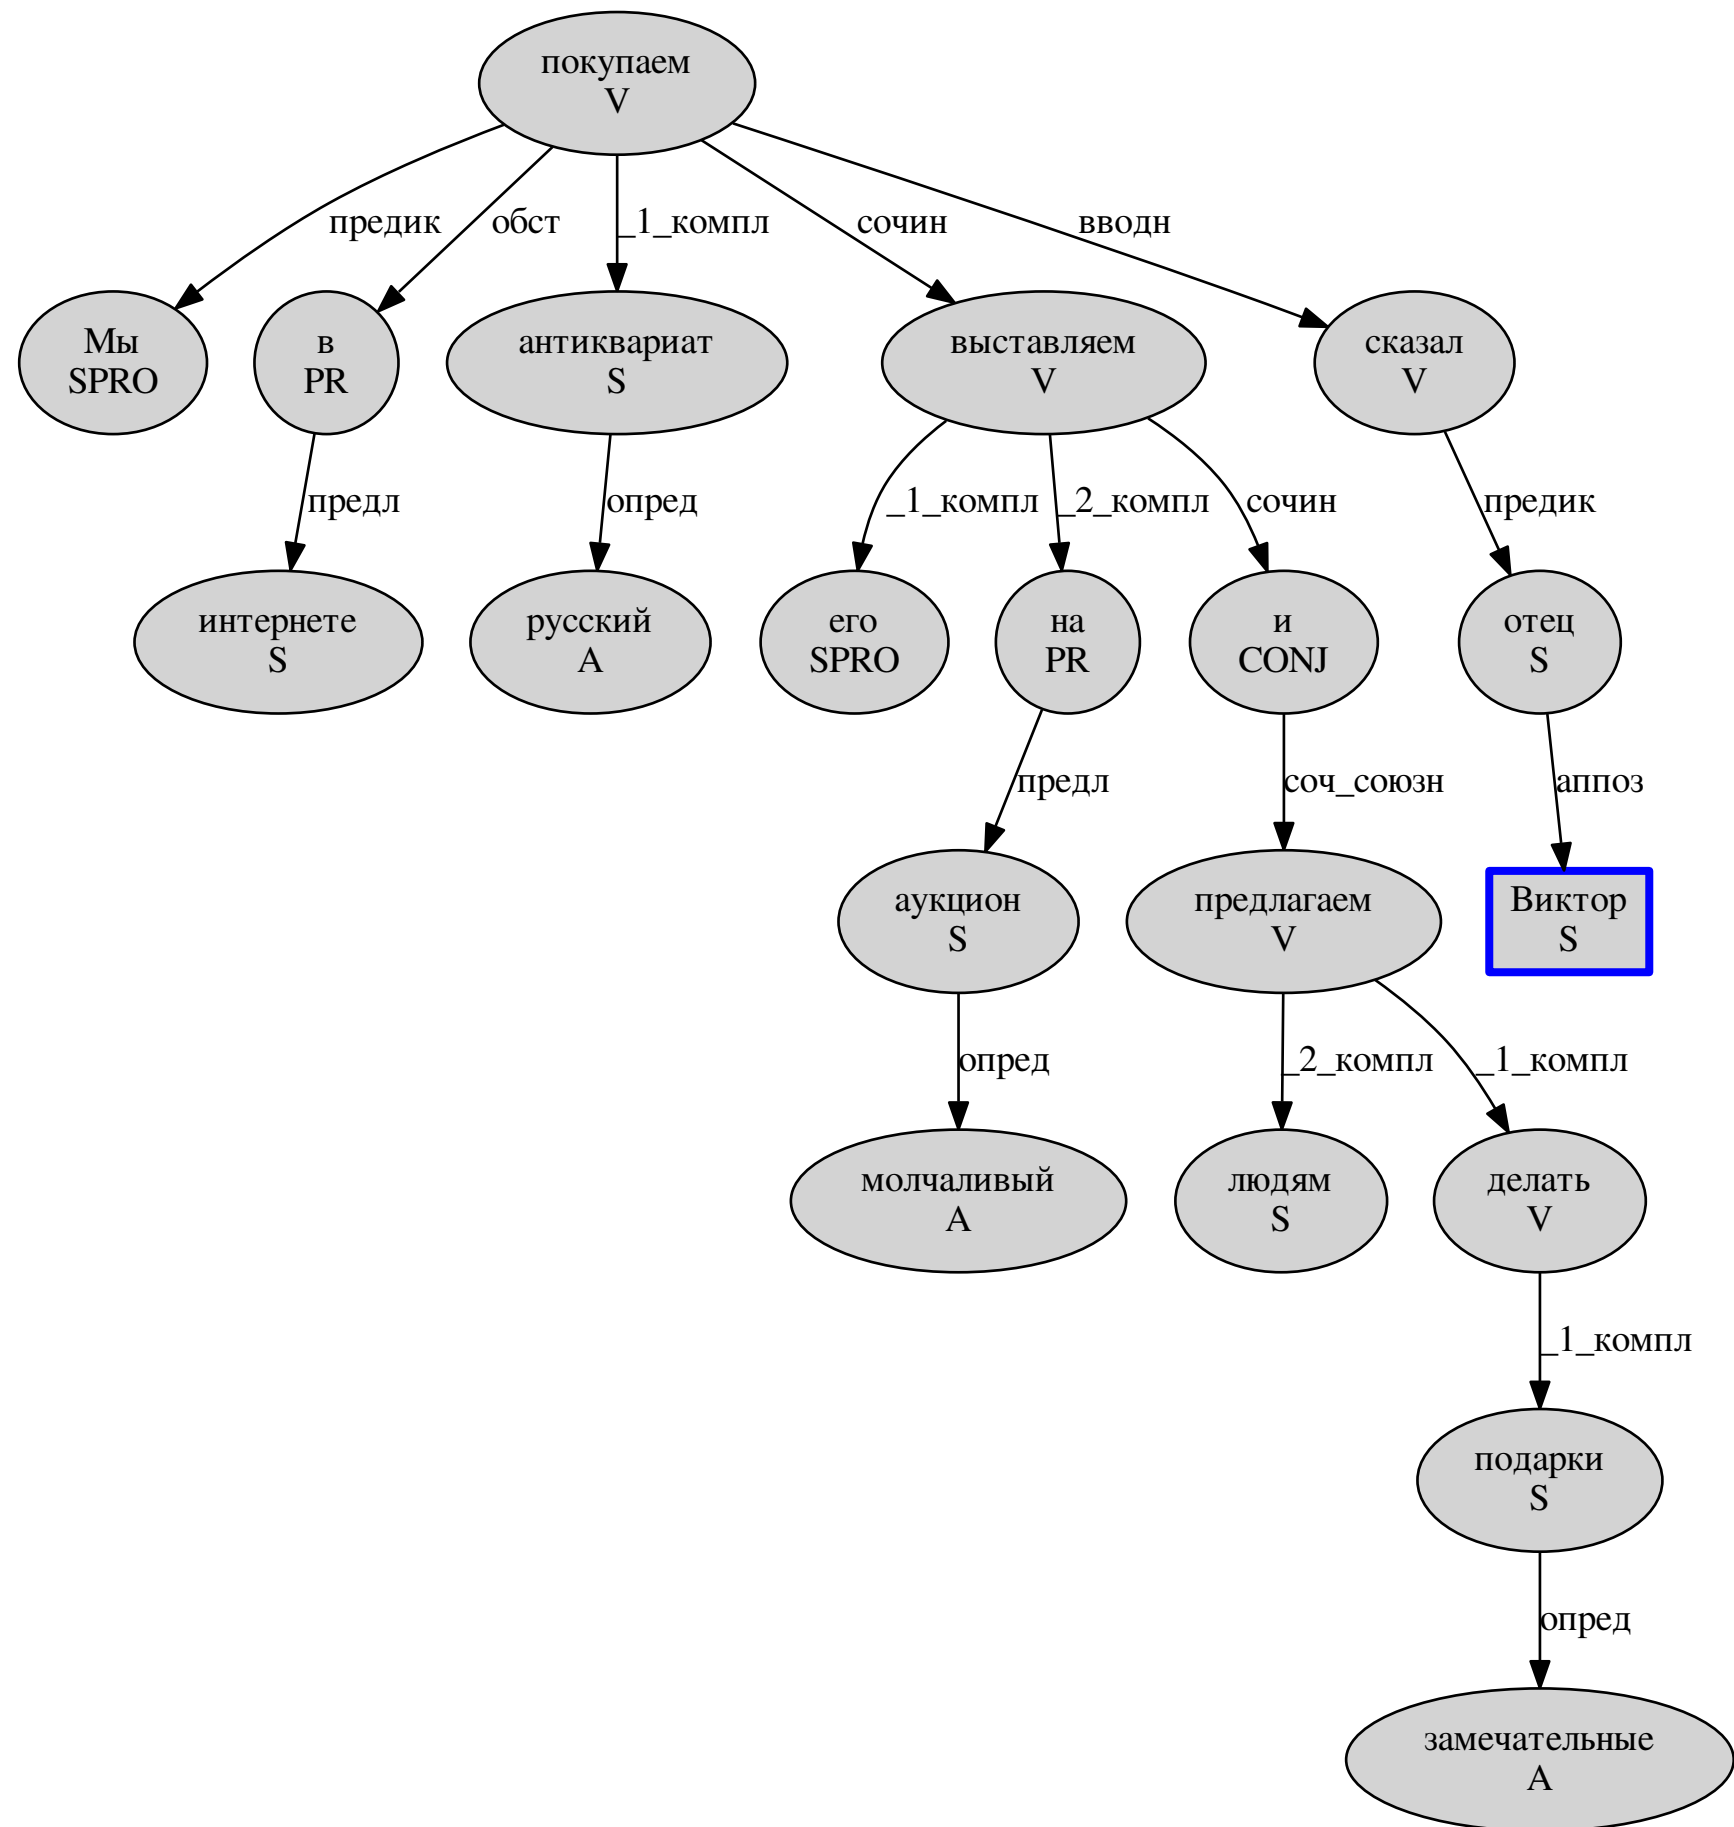 покупаем
V
предик
обст
_1_компл
сочин
вводн
Мы
SPRO
в
PR
антиквариат
S
выставляем
V
сказал
V
предл
опред
_1_компл
_2_компл
сочин
предик
интернете
S
русский
A
его
SPRO
на
PR
и
CONJ
отец
S
предл
соч_союзн
аппоз
аукцион
S
предлагаем
V
Виктор
S
опред
_2_компл
_1_компл
молчаливый
A
людям
S
делать
V
_1_компл
подарки
S
опред
замечательные
A